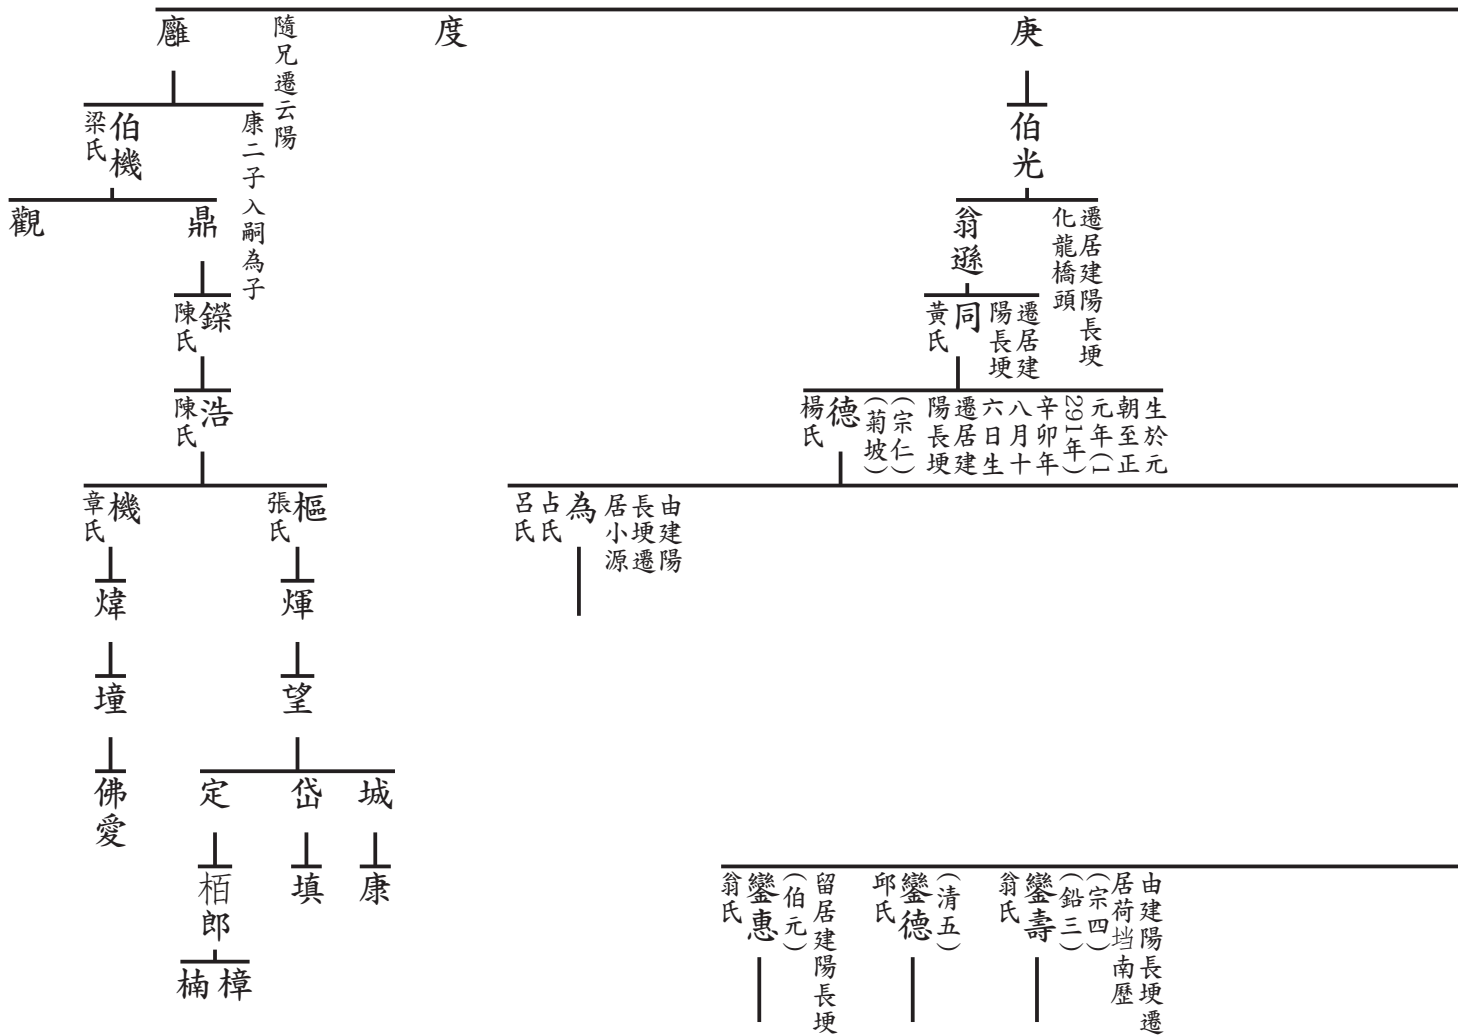 庚
度
隨兄遷云陽
廱
伯光
康二子入嗣為子
伯機
梁氏
遷居建陽長埂
化龍橋頭
翁遜
鼎
觀
遷居建
陽長埂
同
黃氏
鑅
陳氏
生於元
朝至正
元年(1
291年)
辛卯年
八月十
六日生
遷居建
陽長埂
(宗仁)
(菊坡)
德
楊氏
浩
陳氏
由建陽
長埂遷
居小源
為
占氏
呂氏
樞
張氏
機
章氏
煇
煒
望
墥
城
岱
定
佛愛
由建陽長埂遷
居荷垱南歷
(宗四)
(鉛三)
鑾壽
翁氏
(清五)
鑾德
邱氏
留居建陽長埂
(伯元)
鑾惠
翁氏
康
填
栢郎
樟
楠